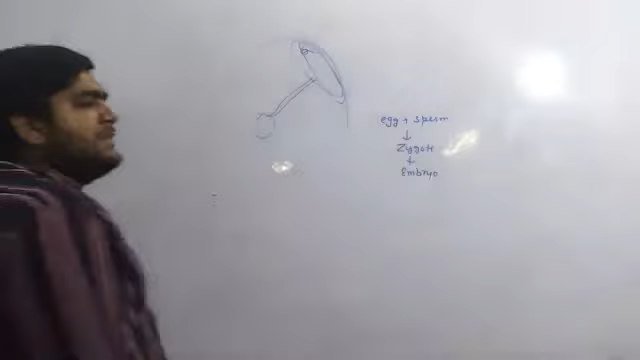 egg + sperm
↓
Zygote
↓
Embryo